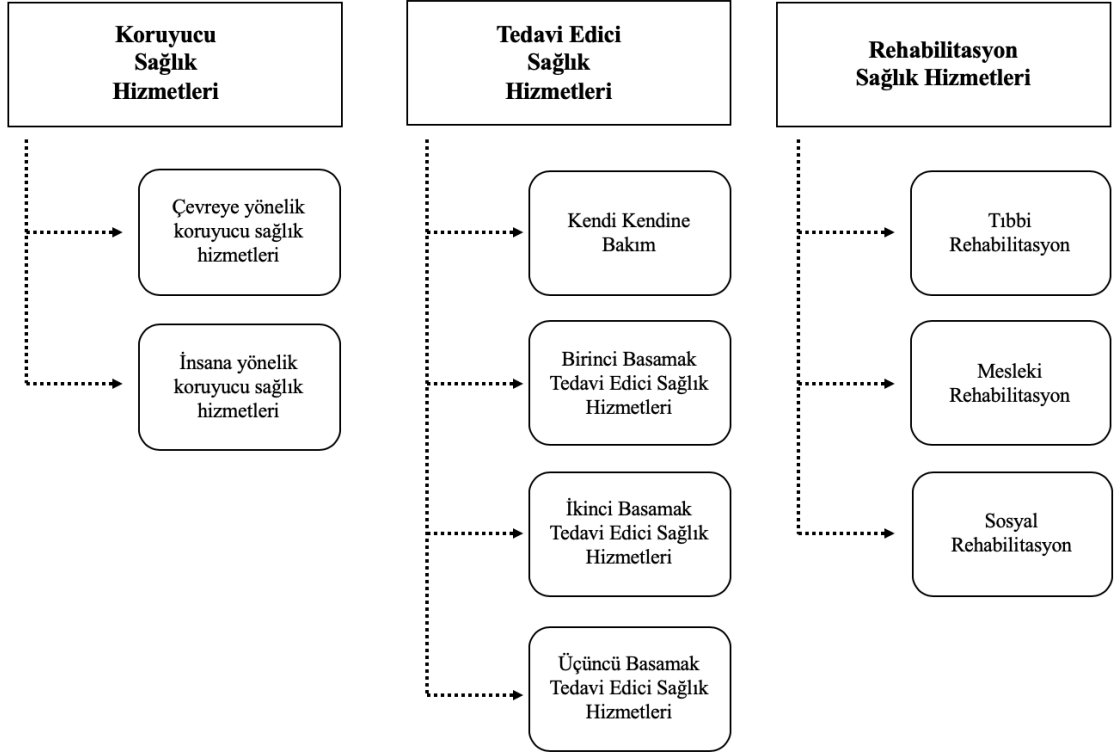 Koruyucu
Sağlık
Hizmetleri
Çevreye yönelik
koruyucu sağlık
hizmetleri
İnsana yönelik
koruyucu sağlık
hizmetleri
Tedavi Edici
Sağlık
Hizmetleri
Kendi Kendine
Bakım
Birinci Basamak
Tedavi Edici Sağlık
Hizmetleri
İkinci Basamak
Tedavi Edici Sağlık
Hizmetleri
Üçüncü Basamak
Tedavi Edici Sağlık
Hizmetleri
Rehabilitasyon
Sağlık Hizmetleri
Tıbbi
Rehabilitasyon
Mesleki
Rehabilitasyon
Sosyal
Rehabilitasyon